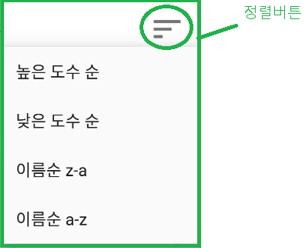 정렬버튼
높은 도수 순
낮은 도수 순
이름순 z-a
이름순 a-z